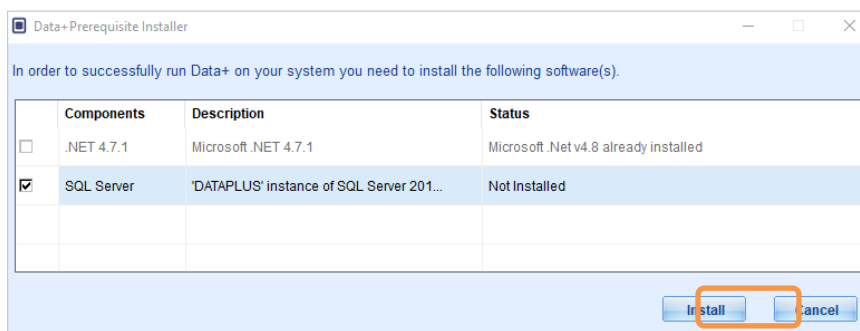 Data+Prerequisite Installer
In order to successfully run Data+ on your system you need to install the following software(s).
Components Description Status
.NET 4.7.1 Microsoft .NET 4.7.1 Microsoft .Net v4.8 already installed
SQL Server 'DATAPLUS' instance of SQL Server 201... Not Installed
Install Cancel